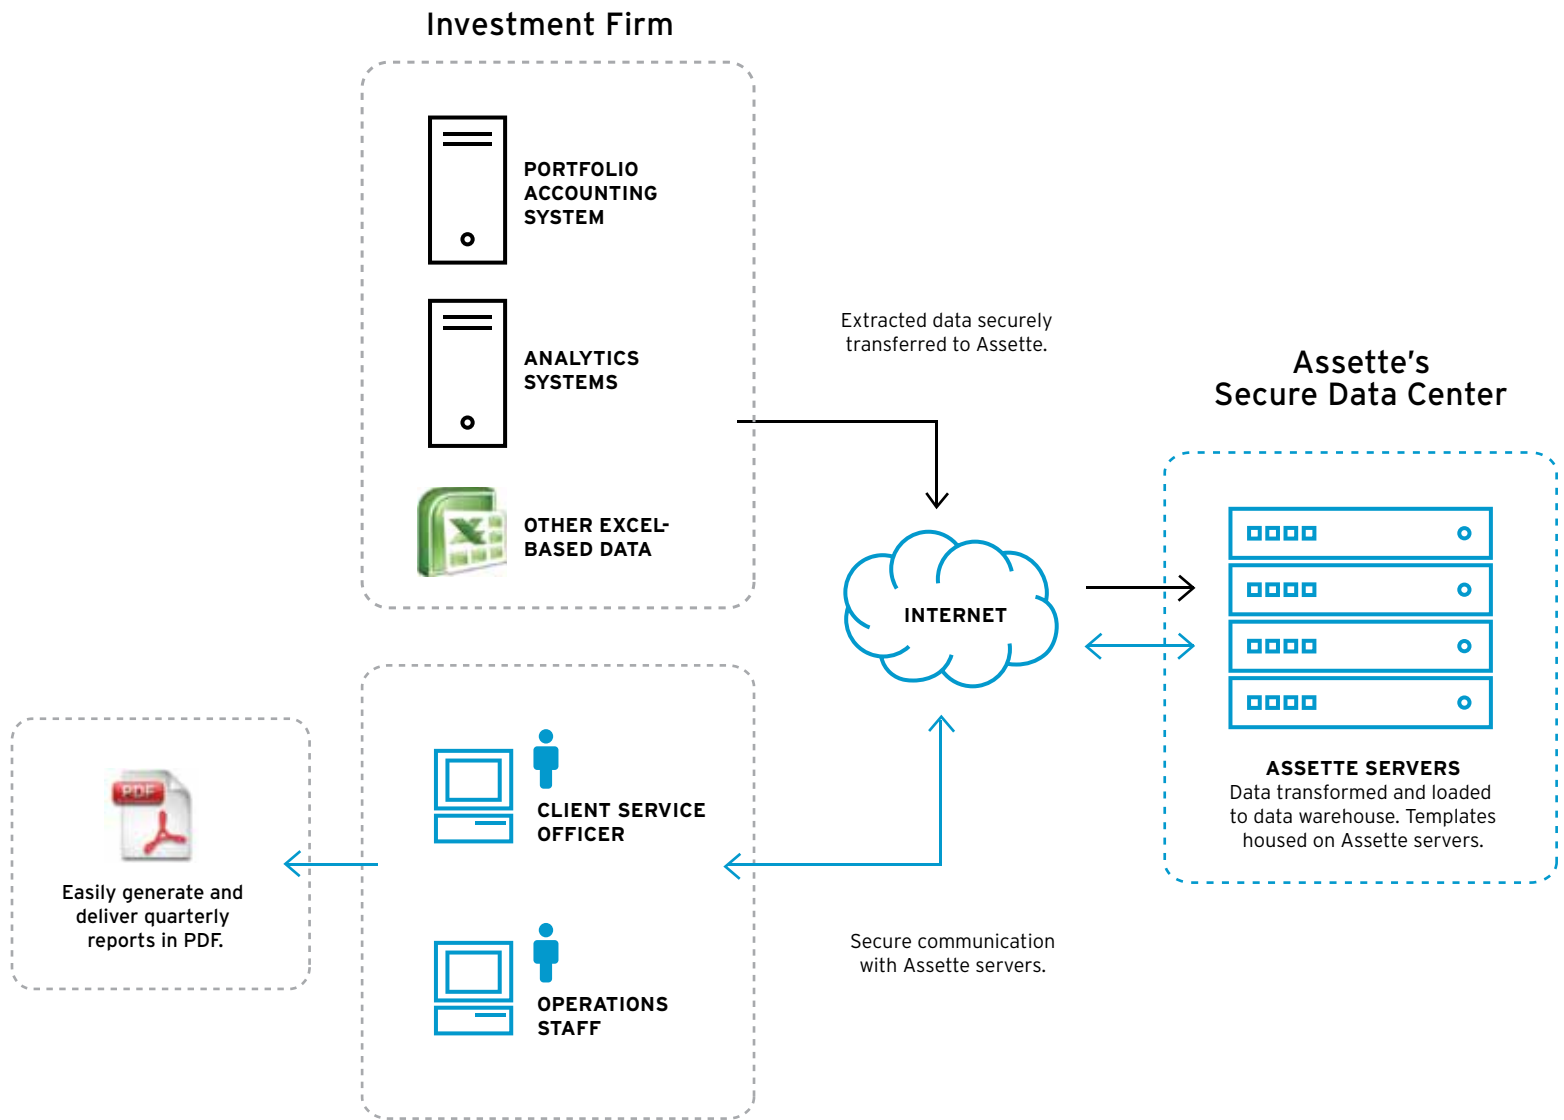 Investment Firm
PORTFOLIO
ACCOUNTING
SYSTEM
ANALYTICS
SYSTEMS
OTHER EXCEL-
BASED DATA
Extracted data securely
transferred to Assette.
INTERNET
Assette's
Secure Data Center
ASSETTE SERVERS
Data transformed and loaded
to data warehouse. Templates
housed on Assette servers.
CLIENT SERVICE
OFFICER
OPERATIONS
STAFF
Secure communication
with Assette servers.
PDF
Easily generate and
deliver quarterly
reports in PDF.